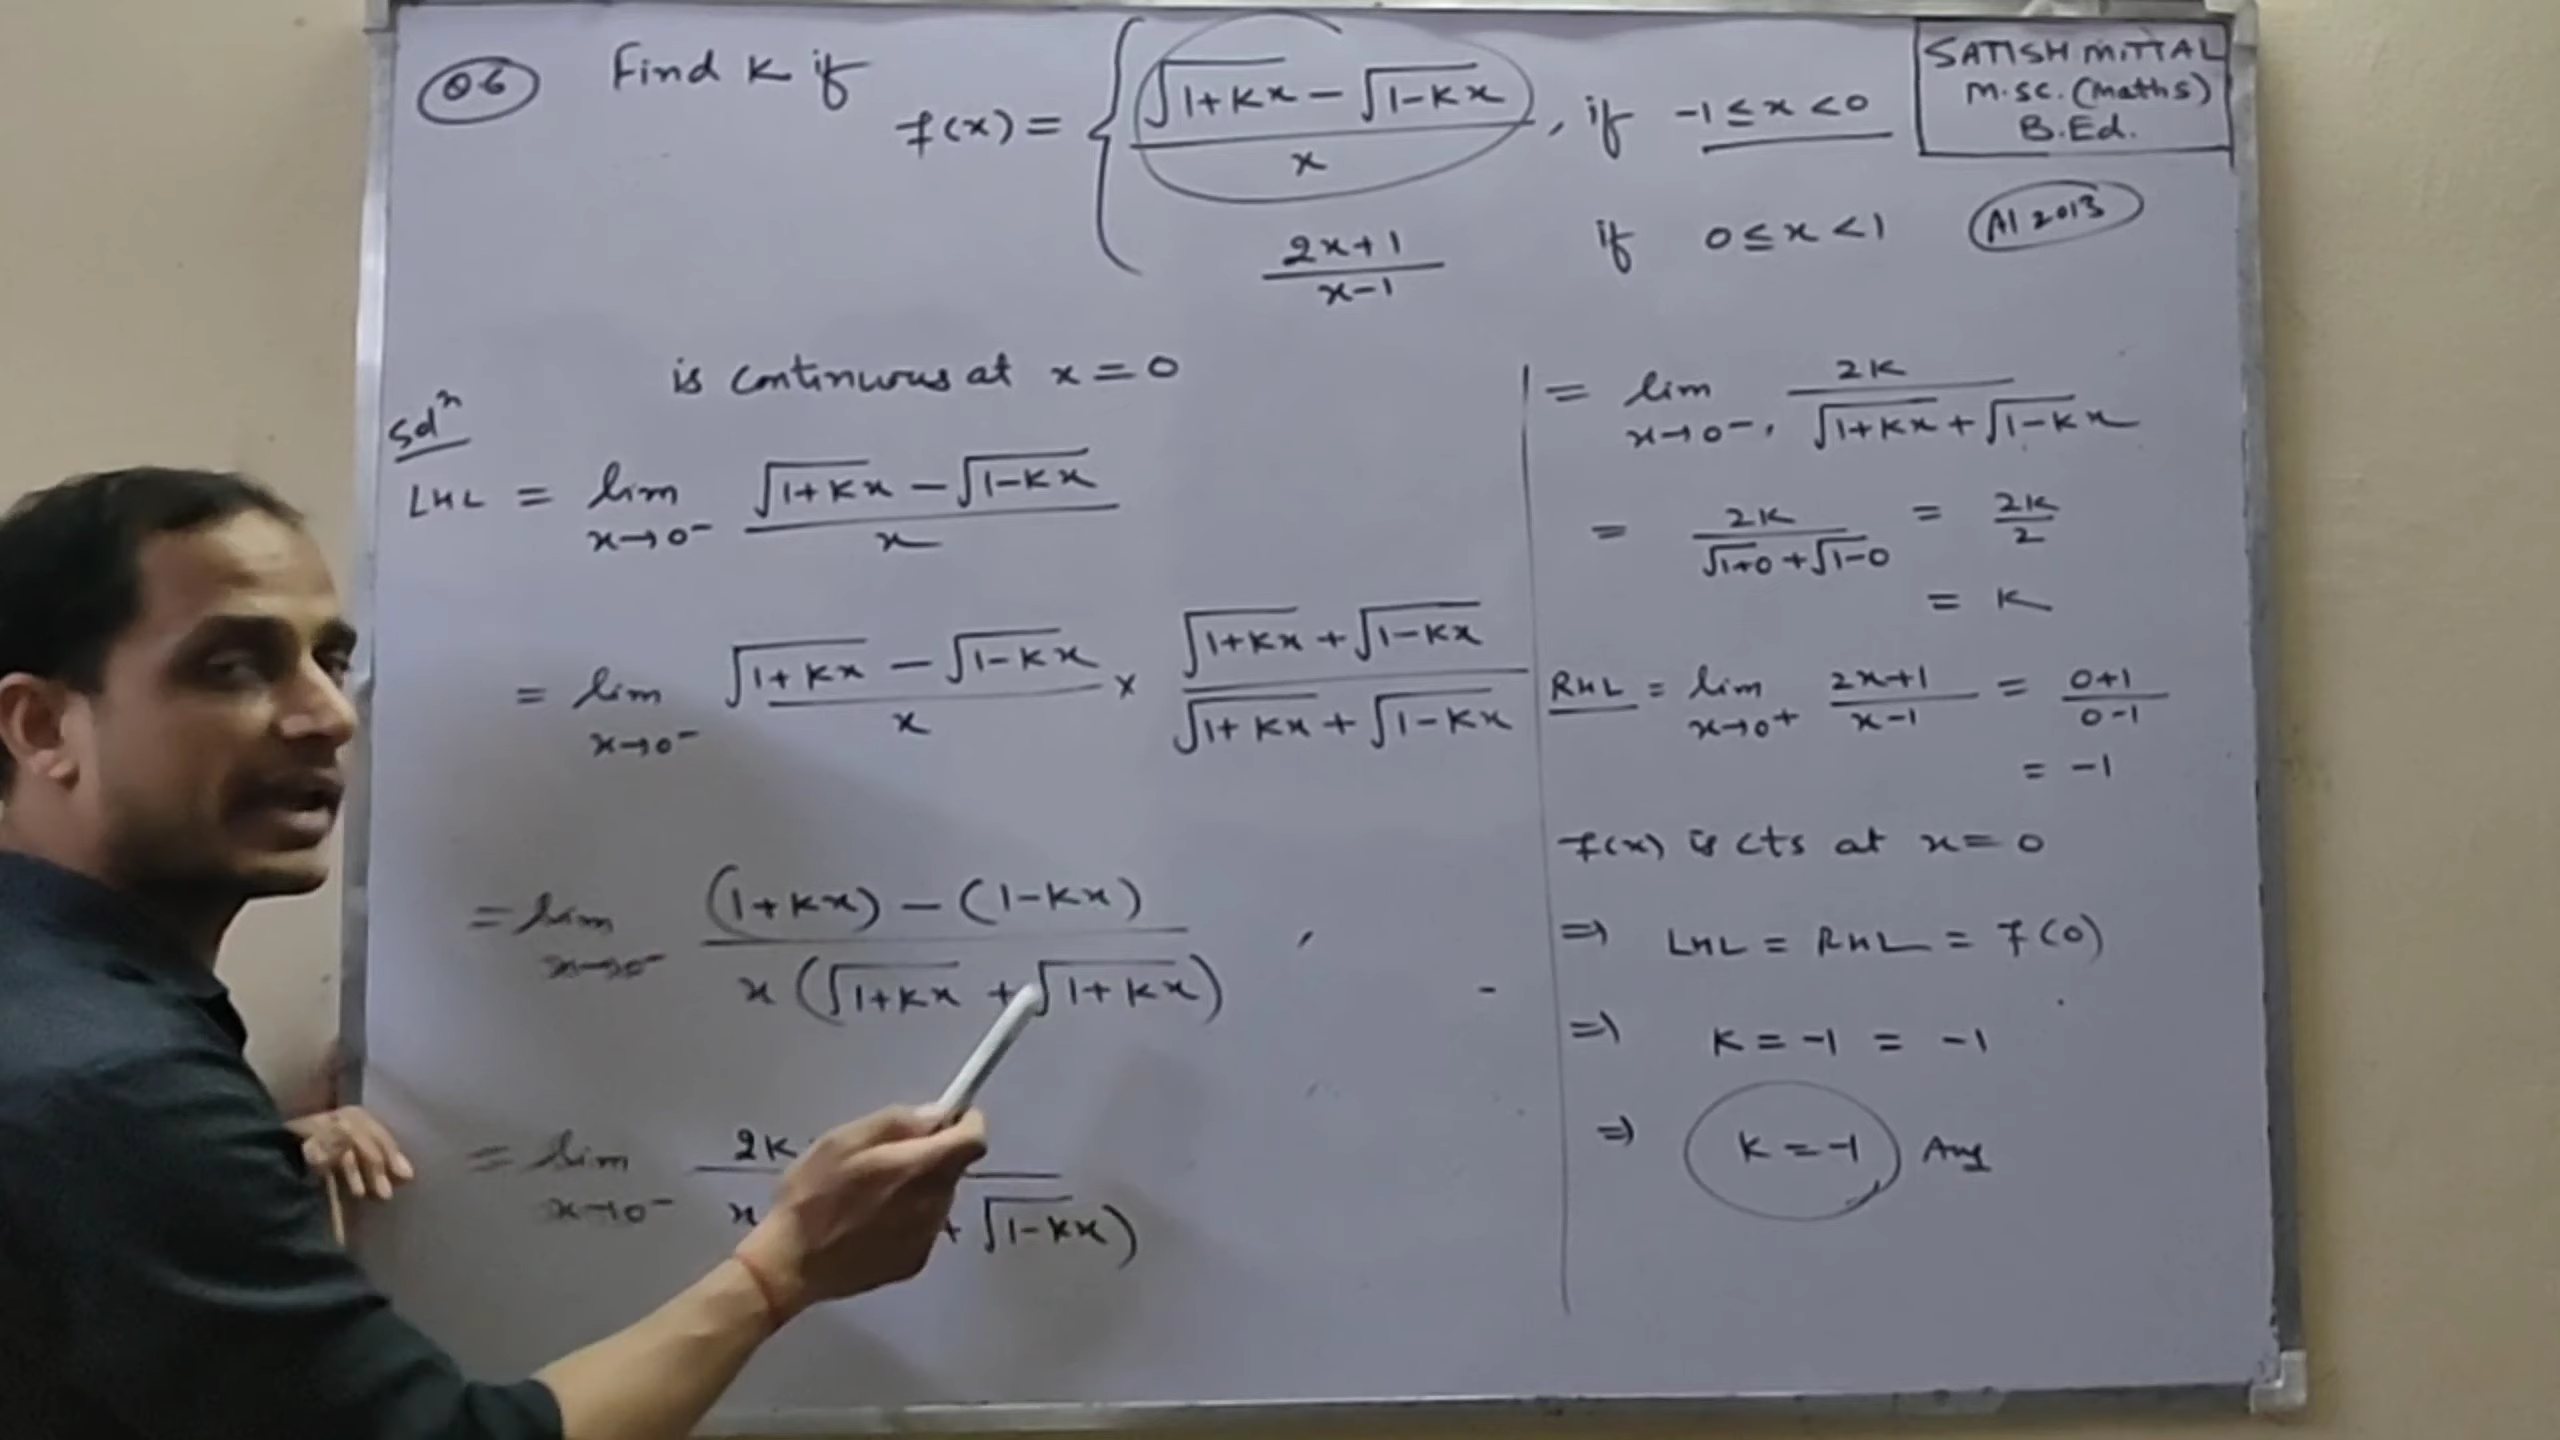 Q6 Find K if
f(x) = { (√(1+Kx) − √(1−Kx)) / x , if −1 ≤ x < 0
(2x+1) / (x−1) if 0 ≤ x < 1
SATISH MITTAL
M.Sc. (Maths)
B.Ed.
AI 2013
is continuous at x = 0
Solⁿ
LHL = lim x→0⁻ (√(1+Kx) − √(1−Kx)) / x
= lim x→0⁻ (√(1+Kx) − √(1−Kx)) / x × (√(1+Kx) + √(1−Kx)) / (√(1+Kx) + √(1−Kx))
= lim x→0⁻ ((1+Kx) − (1−Kx)) / (x (√(1+Kx) + √(1+Kx)))
= lim x→0⁻ 2K / x + √(1−Kx))
= lim x→0⁻ 2K / (√(1+Kx) + √(1−Kx))
= 2K / (√(1+0) + √(1−0)) = 2K / 2
= K
RHL = lim x→0⁺ (2x+1) / (x−1) = (0+1) / (0−1)
= −1
f(x) is cts at x = 0
⇒ LHL = RHL = f(0)
⇒ K = −1 = −1
⇒ K = −1 Ans